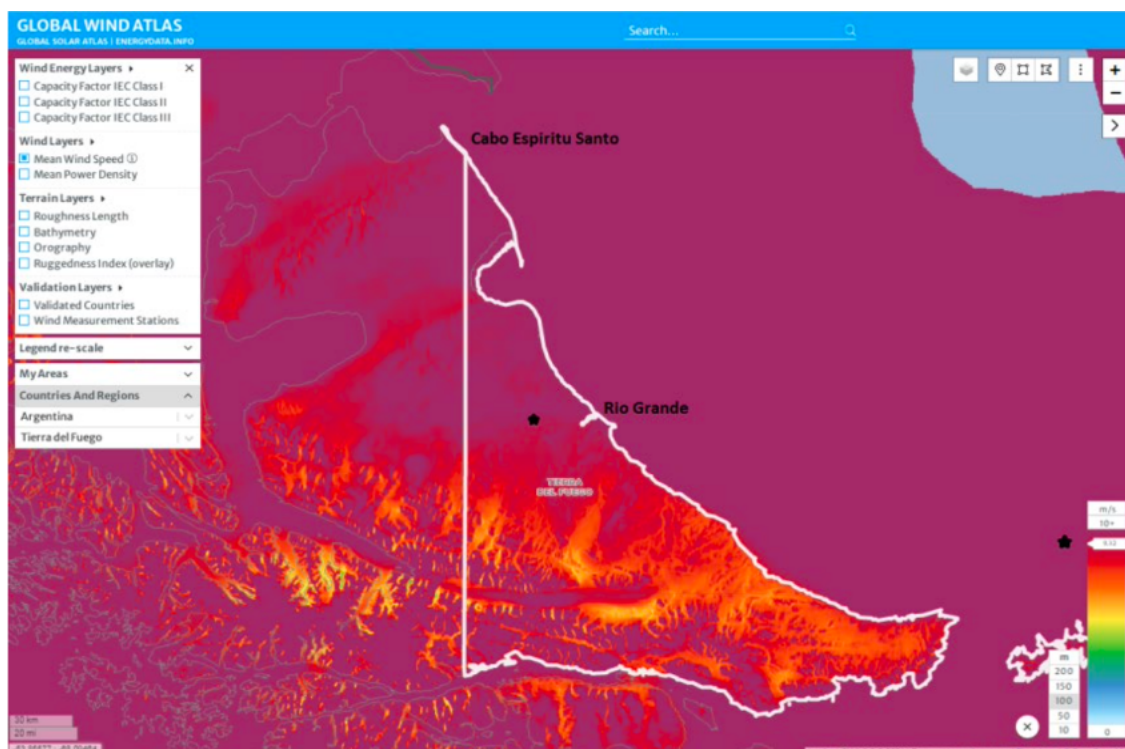 GLOBAL WIND ATLAS
GLOBAL SOLAR ATLAS | ENERGYDATA.INFO
Search...
Wind Energy Layers
Capacity Factor IEC Class I
Capacity Factor IEC Class II
Capacity Factor IEC Class III
Wind Layers
Mean Wind Speed
Mean Power Density
Terrain Layers
Roughness Length
Bathymetry
Orography
Ruggedness Index (overlay)
Validation Layers
Validated Countries
Wind Measurement Stations
Legend re-scale
My Areas
Countries And Regions
Argentina
Tierra del Fuego
Cabo Espiritu Santo
Rio Grande
TIERRA
DEL FUEGO
m/s
10+
0
m
200
150
100
50
10
30 km
20 mi